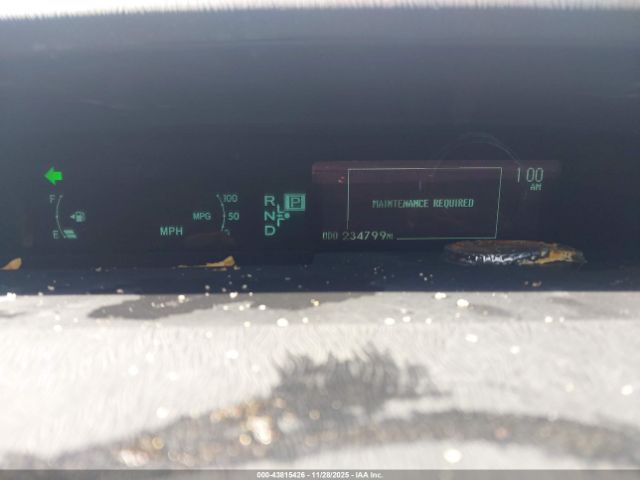 F
E
MPH
MPG
100
50
R
N
D
P
MAINTENANCE REQUIRED
ODO 234799MI
1 00
AM
000-43815426 - 11/28/2025 - IAA Inc.